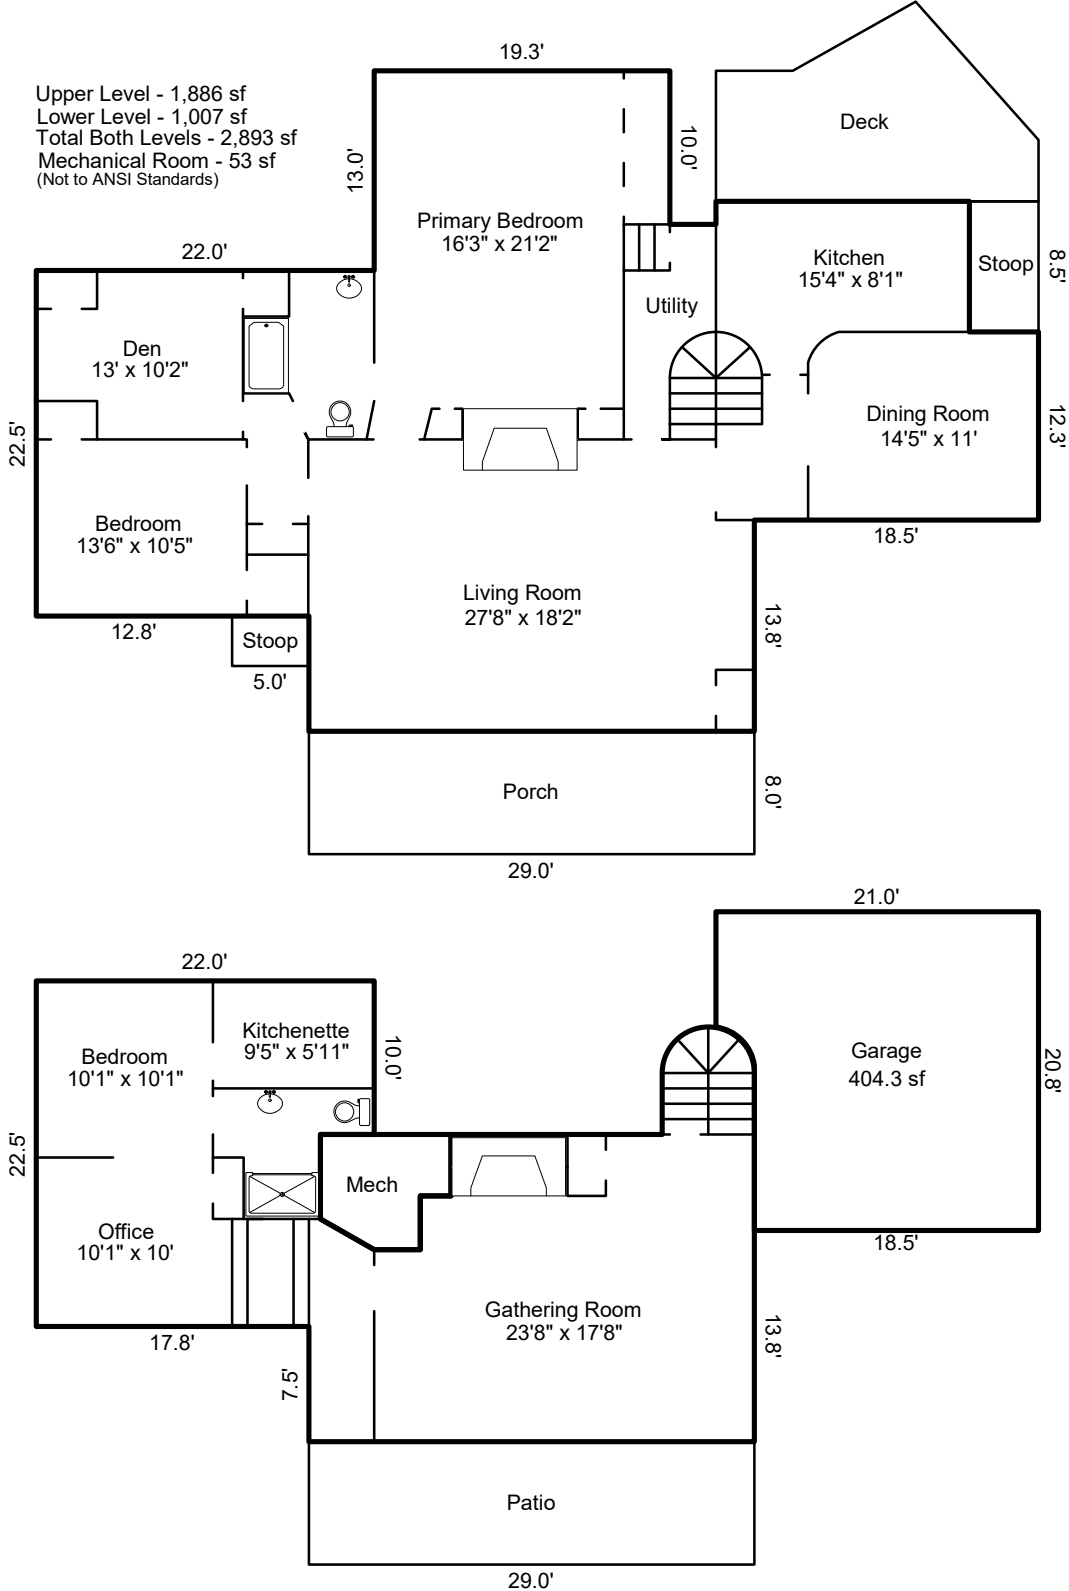 19.3'
Upper Level - 1,886 sf
Lower Level - 1,007 sf
Total Both Levels - 2,893 sf
Mechanical Room - 53 sf
(Not to ANSI Standards)
13.0'
10.0'
Deck
Primary Bedroom
16'3" x 21'2"
22.0'
Kitchen
15'4" x 8'1"
Stoop
8.5'
Utility
Den
13' x 10'2"
Dining Room
14'5" x 11'
12.3'
22.5'
Bedroom
13'6" x 10'5"
18.5'
Living Room
27'8" x 18'2"
12.8'
Stoop
5.0'
13.8'
Porch
8.0'
29.0'
21.0'
22.0'
Kitchenette
9'5" x 5'11"
10.0'
Bedroom
10'1" x 10'1"
Garage
404.3 sf
20.8'
22.5'
Mech
Office
10'1" x 10'
18.5'
Gathering Room
23'8" x 17'8"
17.8'
13.8'
7.5'
Patio
29.0'